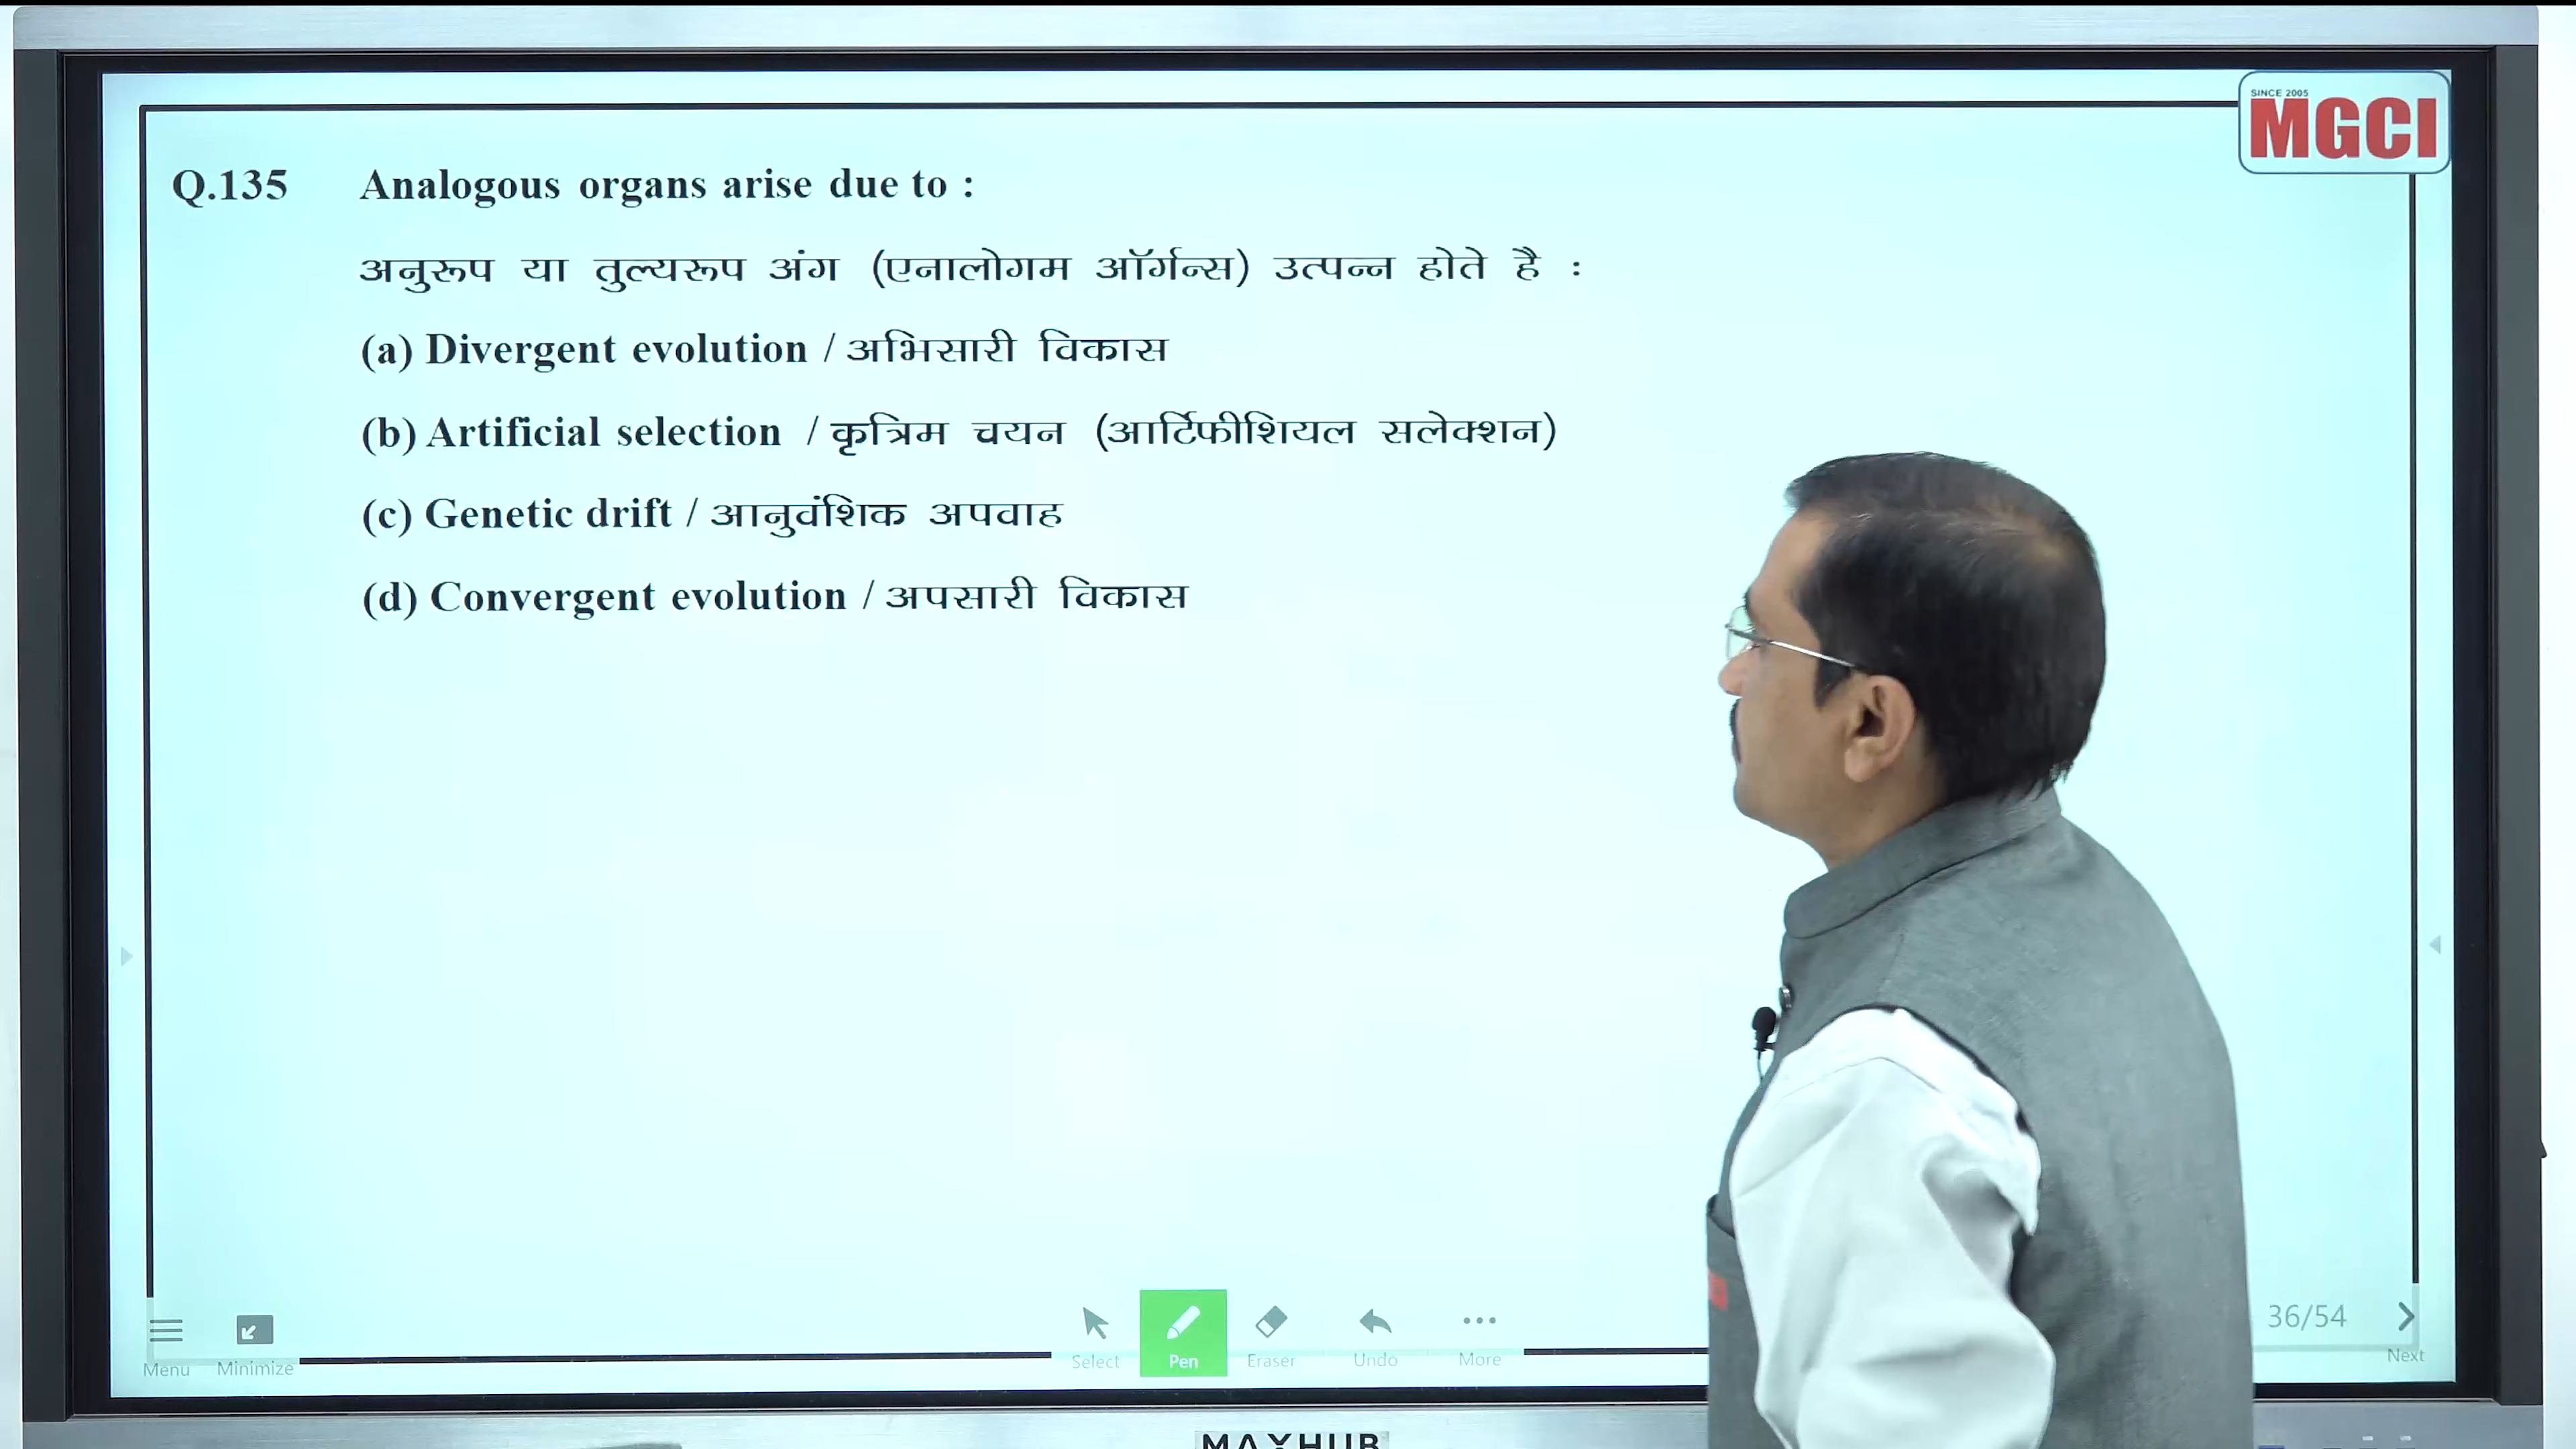 SINCE 2005
MGCI
Q.135 Analogous organs arise due to :
अनुरूप या तुल्यरूप अंग (एनालोगम ऑर्गन्स) उत्पन्न होते है :
(a) Divergent evolution / अभिसारी विकास
(b) Artificial selection / कृत्रिम चयन (आर्टिफीशियल सलेक्शन)
(c) Genetic drift / आनुवंशिक अपवाह
(d) Convergent evolution / अपसारी विकास
Menu Minimize Select Pen Eraser Undo More 36/54 Next
MAXHUB